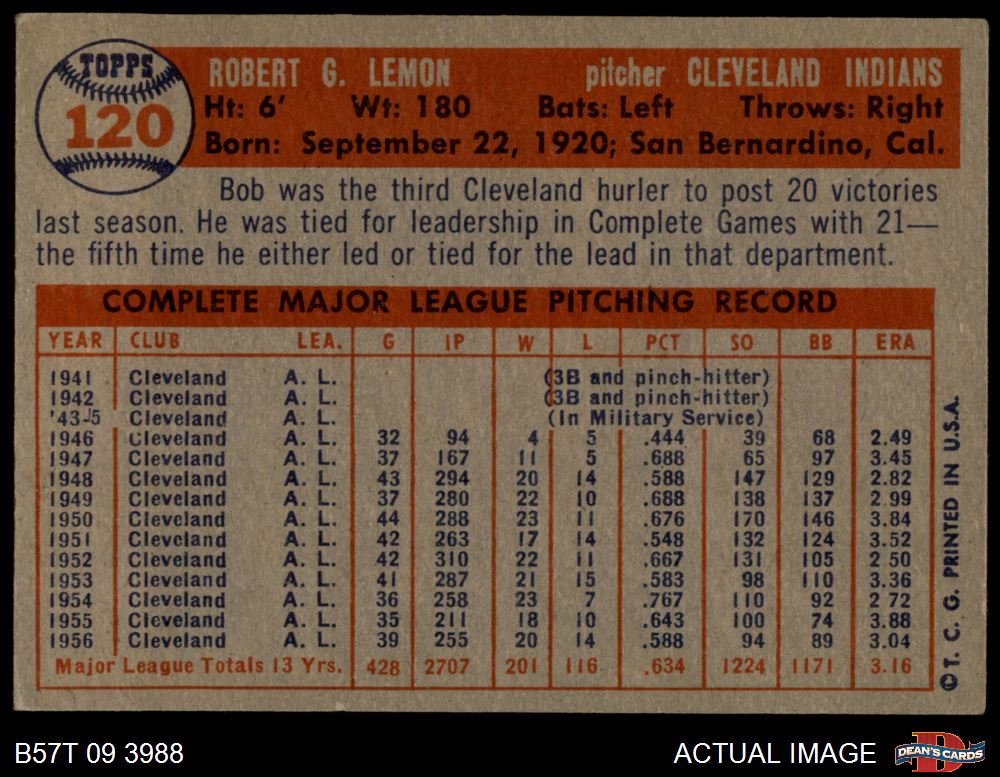 TOPPS
120
ROBERT G. LEMON pitcher CLEVELAND INDIANS
Ht: 6' Wt: 180 Bats: Left Throws: Right
Born: September 22, 1920; San Bernardino, Cal.
Bob was the third Cleveland hurler to post 20 victories
last season. He was tied for leadership in Complete Games with 21—
the fifth time he either led or tied for the lead in that department.
COMPLETE MAJOR LEAGUE PITCHING RECORD
YEAR CLUB LEA. G IP W L PCT SO BB ERA
1941 Cleveland A. L. (3B and pinch-hitter)
1942 Cleveland A. L. (3B and pinch-hitter)
'43-5 Cleveland A. L. (In Military Service)
1946 Cleveland A. L. 32 94 4 5 .444 39 68 2.49
1947 Cleveland A. L. 37 167 11 5 .688 65 97 3.45
1948 Cleveland A. L. 43 294 20 14 .588 147 129 2.82
1949 Cleveland A. L. 37 280 22 10 .688 138 137 2.99
1950 Cleveland A. L. 44 288 23 11 .676 170 146 3.84
1951 Cleveland A. L. 42 263 17 14 .548 132 124 3.52
1952 Cleveland A. L. 42 310 22 11 .667 131 105 2.50
1953 Cleveland A. L. 41 287 21 15 .583 98 110 3.36
1954 Cleveland A. L. 36 258 23 7 .767 110 92 2 72
1955 Cleveland A. L. 35 211 18 10 .643 100 74 3.88
1956 Cleveland A. L. 39 255 20 14 .588 94 89 3.04
Major League Totals 13 Yrs. 428 2707 201 116 .634 1224 1171 3.16
©T. C. G. PRINTED IN U.S.A.
B57T 09 3988 ACTUAL IMAGE
D
DEAN'S CARDS